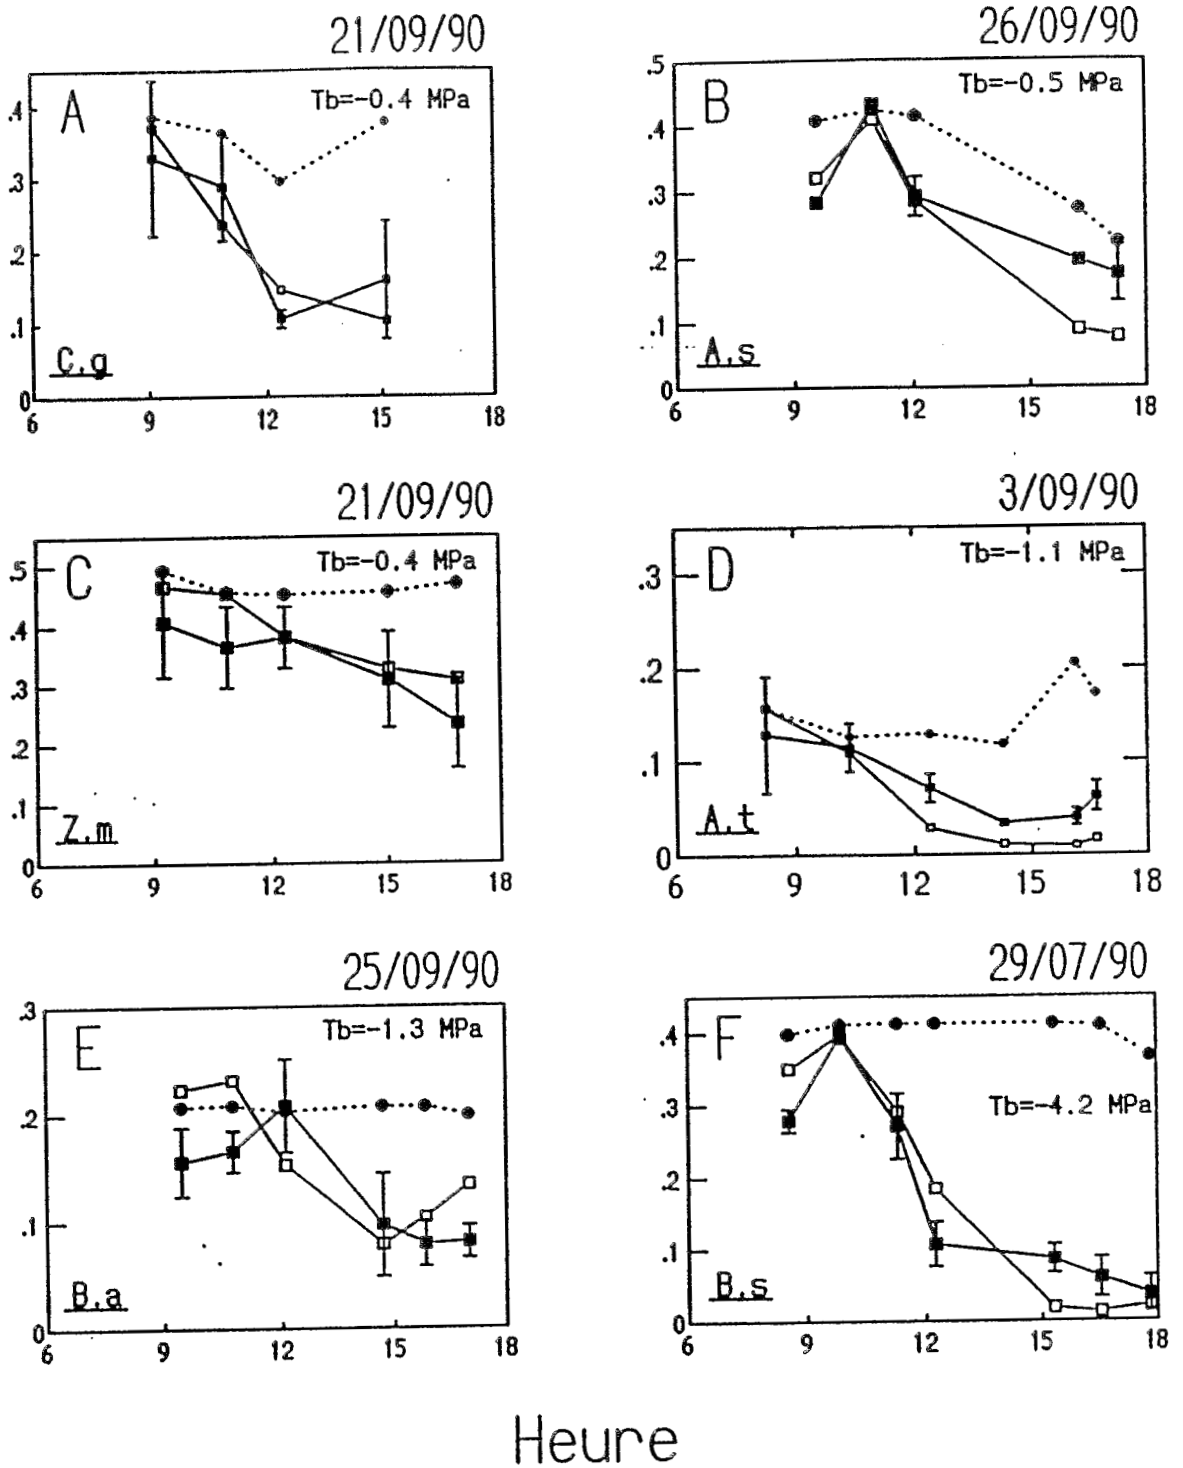 21/09/90
A
Tb=-0.4 MPa
.4
.3
.2
.1
0
C.g
6 9 12 15 18
26/09/90
B
Tb=-0.5 MPa
.5
.4
.3
.2
.1
0
A.s
6 9 12 15 18
21/09/90
C
Tb=-0.4 MPa
.5
.4
.3
.2
.1
0
Z.m
6 9 12 15 18
3/09/90
D
Tb=-1.1 MPa
.3
.2
.1
0
A.t
6 9 12 15 18
25/09/90
E
Tb=-1.3 MPa
.3
.2
.1
0
B.a
6 9 12 15 18
29/07/90
F
Tb=-4.2 MPa
.4
.3
.2
.1
0
B.s
6 9 12 15 18
Heure